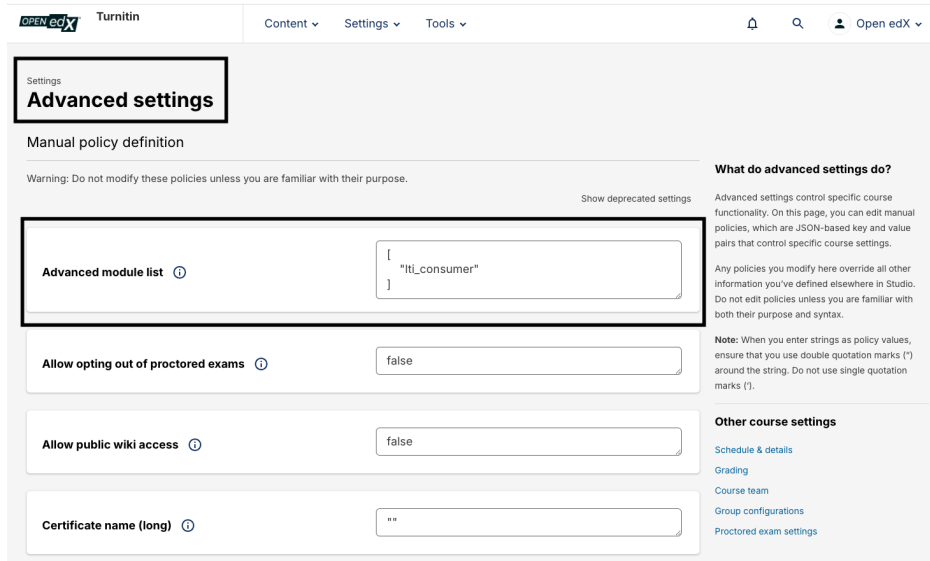 OPEN edX
Turnitin
Content
Settings
Tools
Open edX
Settings
Advanced settings
Manual policy definition
Warning: Do not modify these policies unless you are familiar with their purpose.
Show deprecated settings
Advanced module list
[
"lti_consumer"
]
Allow opting out of proctored exams
false
Allow public wiki access
false
Certificate name (long)
""
What do advanced settings do?
Advanced settings control specific course
functionality. On this page, you can edit manual
policies, which are JSON-based key and value
pairs that control specific course settings.
Any policies you modify here override all other
information you've defined elsewhere in Studio.
Do not edit policies unless you are familiar with
both their purpose and syntax.
Note: When you enter strings as policy values,
ensure that you use double quotation marks (")
around the string. Do not use single quotation
marks (').
Other course settings
Schedule & details
Grading
Course team
Group configurations
Proctored exam settings